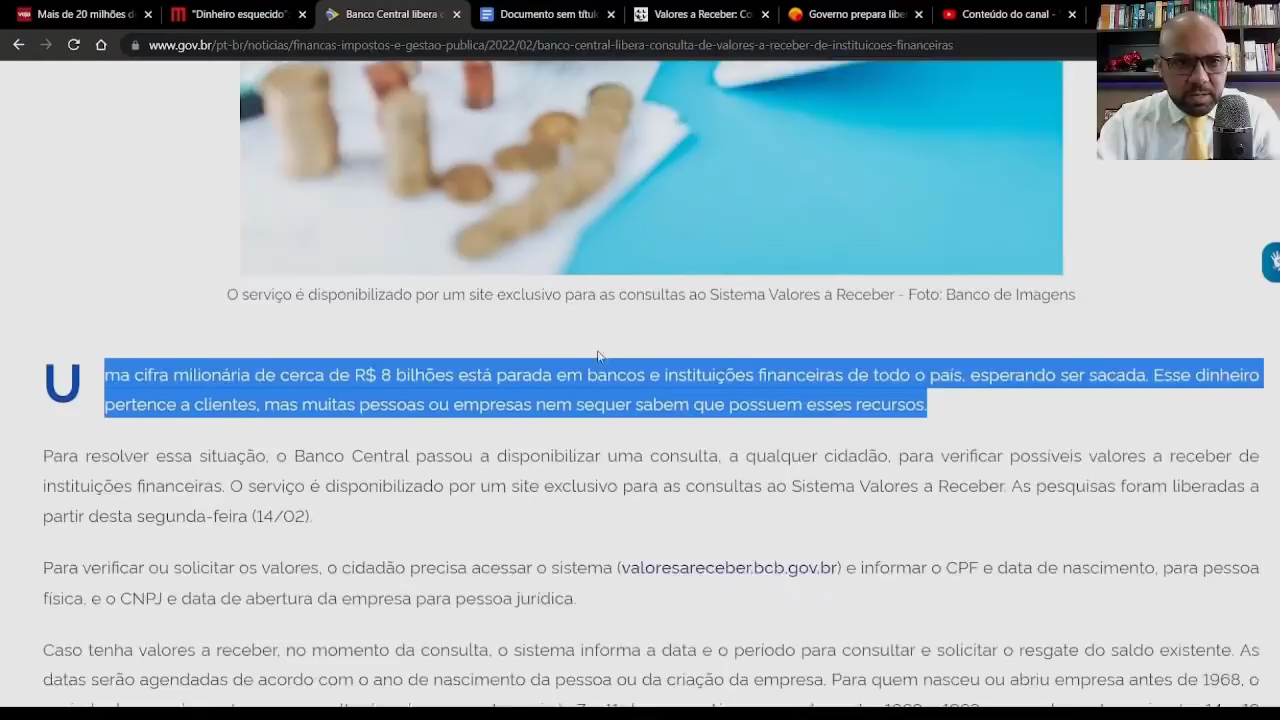 Mais de 20 milhões d
"Dinheiro esquecido":
Banco Central libera c
Documento sem títul
Valores a Receber: Co
Governo prepara liber
Conteúdo do canal -
www.gov.br/pt-br/noticias/financas-impostos-e-gestao-publica/2022/02/banco-central-libera-consulta-de-valores-a-receber-de-instituicoes-financeiras
O serviço é disponibilizado por um site exclusivo para as consultas ao Sistema Valores a Receber - Foto: Banco de Imagens
Uma cifra milionária de cerca de R$ 8 bilhões está parada em bancos e instituições financeiras de todo o país, esperando ser sacada. Esse dinheiro
pertence a clientes, mas muitas pessoas ou empresas nem sequer sabem que possuem esses recursos.
Para resolver essa situação, o Banco Central passou a disponibilizar uma consulta, a qualquer cidadão, para verificar possíveis valores a receber de
instituições financeiras. O serviço é disponibilizado por um site exclusivo para as consultas ao Sistema Valores a Receber. As pesquisas foram liberadas a
partir desta segunda-feira (14/02).
Para verificar ou solicitar os valores, o cidadão precisa acessar o sistema (valoresareceber.bcb.gov.br) e informar o CPF e data de nascimento, para pessoa
física, e o CNPJ e data de abertura da empresa para pessoa jurídica.
Caso tenha valores a receber, no momento da consulta, o sistema informa a data e o período para consultar e solicitar o resgate do saldo existente. As
datas serão agendadas de acordo com o ano de nascimento da pessoa ou da criação da empresa. Para quem nasceu ou abriu empresa antes de 1968, o